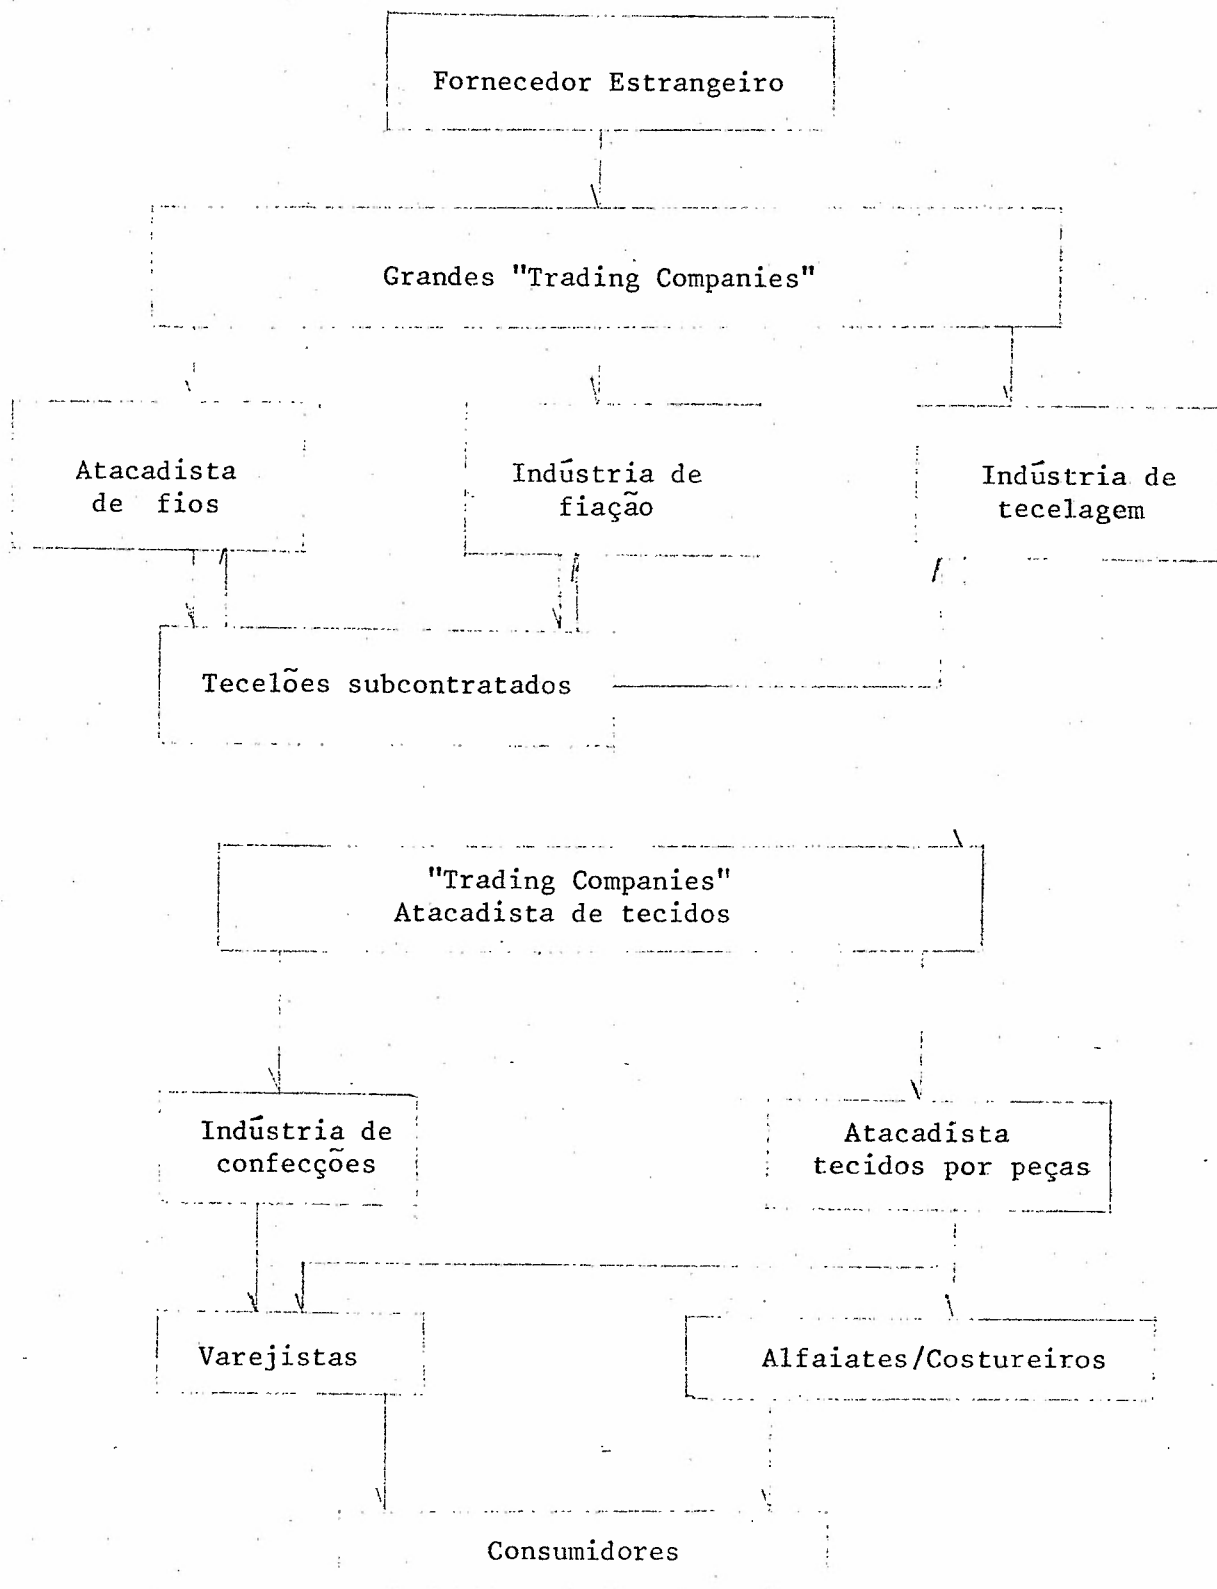 Fornecedor Estrangeiro
Grandes "Trading Companies"
Atacadista
de fios
Indústria de
fiação
Indústria de
tecelagem
Tecelões subcontratados
"Trading Companies"
Atacadista de tecidos
Indústria de
confecções
Atacadista
tecidos por peças
Varejistas
Alfaiates/Costureiros
Consumidores